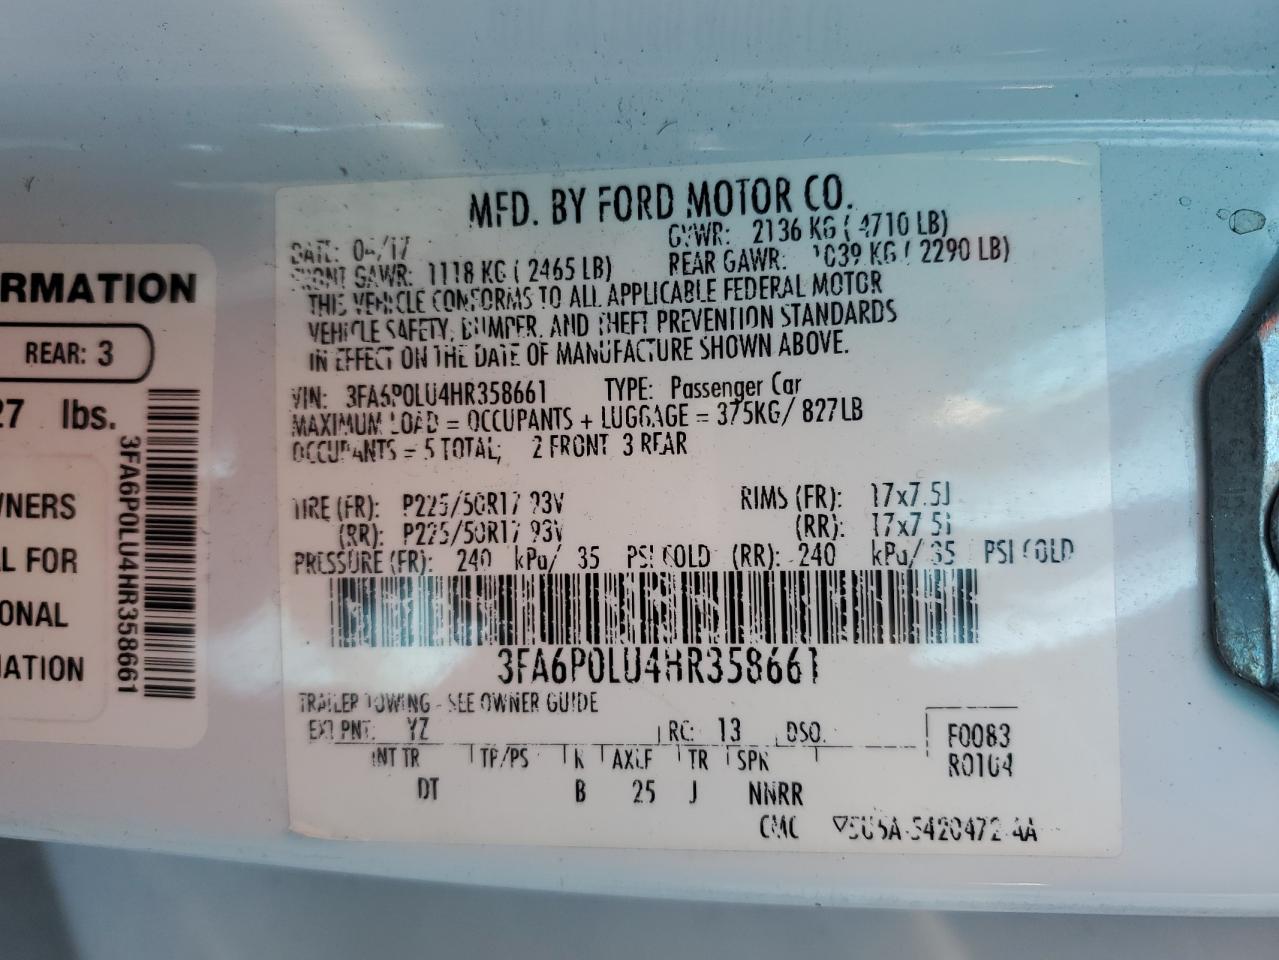 RMATION
REAR: 3
27 lbs.
3FA6P0LU4HR358661
WNERS
L FOR
ONAL
MATION
MFD. BY FORD MOTOR CO.
DATE: 04/17 GVWR: 2136 KG ( 4710 LB)
FRONT GAWR: 1118 KG ( 2465 LB) REAR GAWR: 1039 KG ( 2290 LB)
THIS VEHICLE CONFORMS TO ALL APPLICABLE FEDERAL MOTOR
VEHICLE SAFETY, BUMPER, AND THEFT PREVENTION STANDARDS
IN EFFECT ON THE DATE OF MANUFACTURE SHOWN ABOVE.
VIN: 3FA6P0LU4HR358661 TYPE: Passenger Car
MAXIMUM LOAD = OCCUPANTS + LUGGAGE = 375KG/ 827LB
OCCUPANTS = 5 TOTAL; 2 FRONT 3 REAR
TIRE (FR): P225/50R17 93V RIMS (FR): 17x7.5J
(RR): P225/50R17 93V (RR): 17x7.5J
PRESSURE (FR): 240 kPa/ 35 PSI COLD (RR): 240 kPa/ 35 PSI COLD
3FA6P0LU4HR358661
TRAILER TOWING - SEE OWNER GUIDE
EXT PNT: YZ RC: 13 DSO: F0083
INT TR TP/PS R AXLE TR SPR R0104
DT B 25 J NNRR
CMC 5U5A-5420472-AA